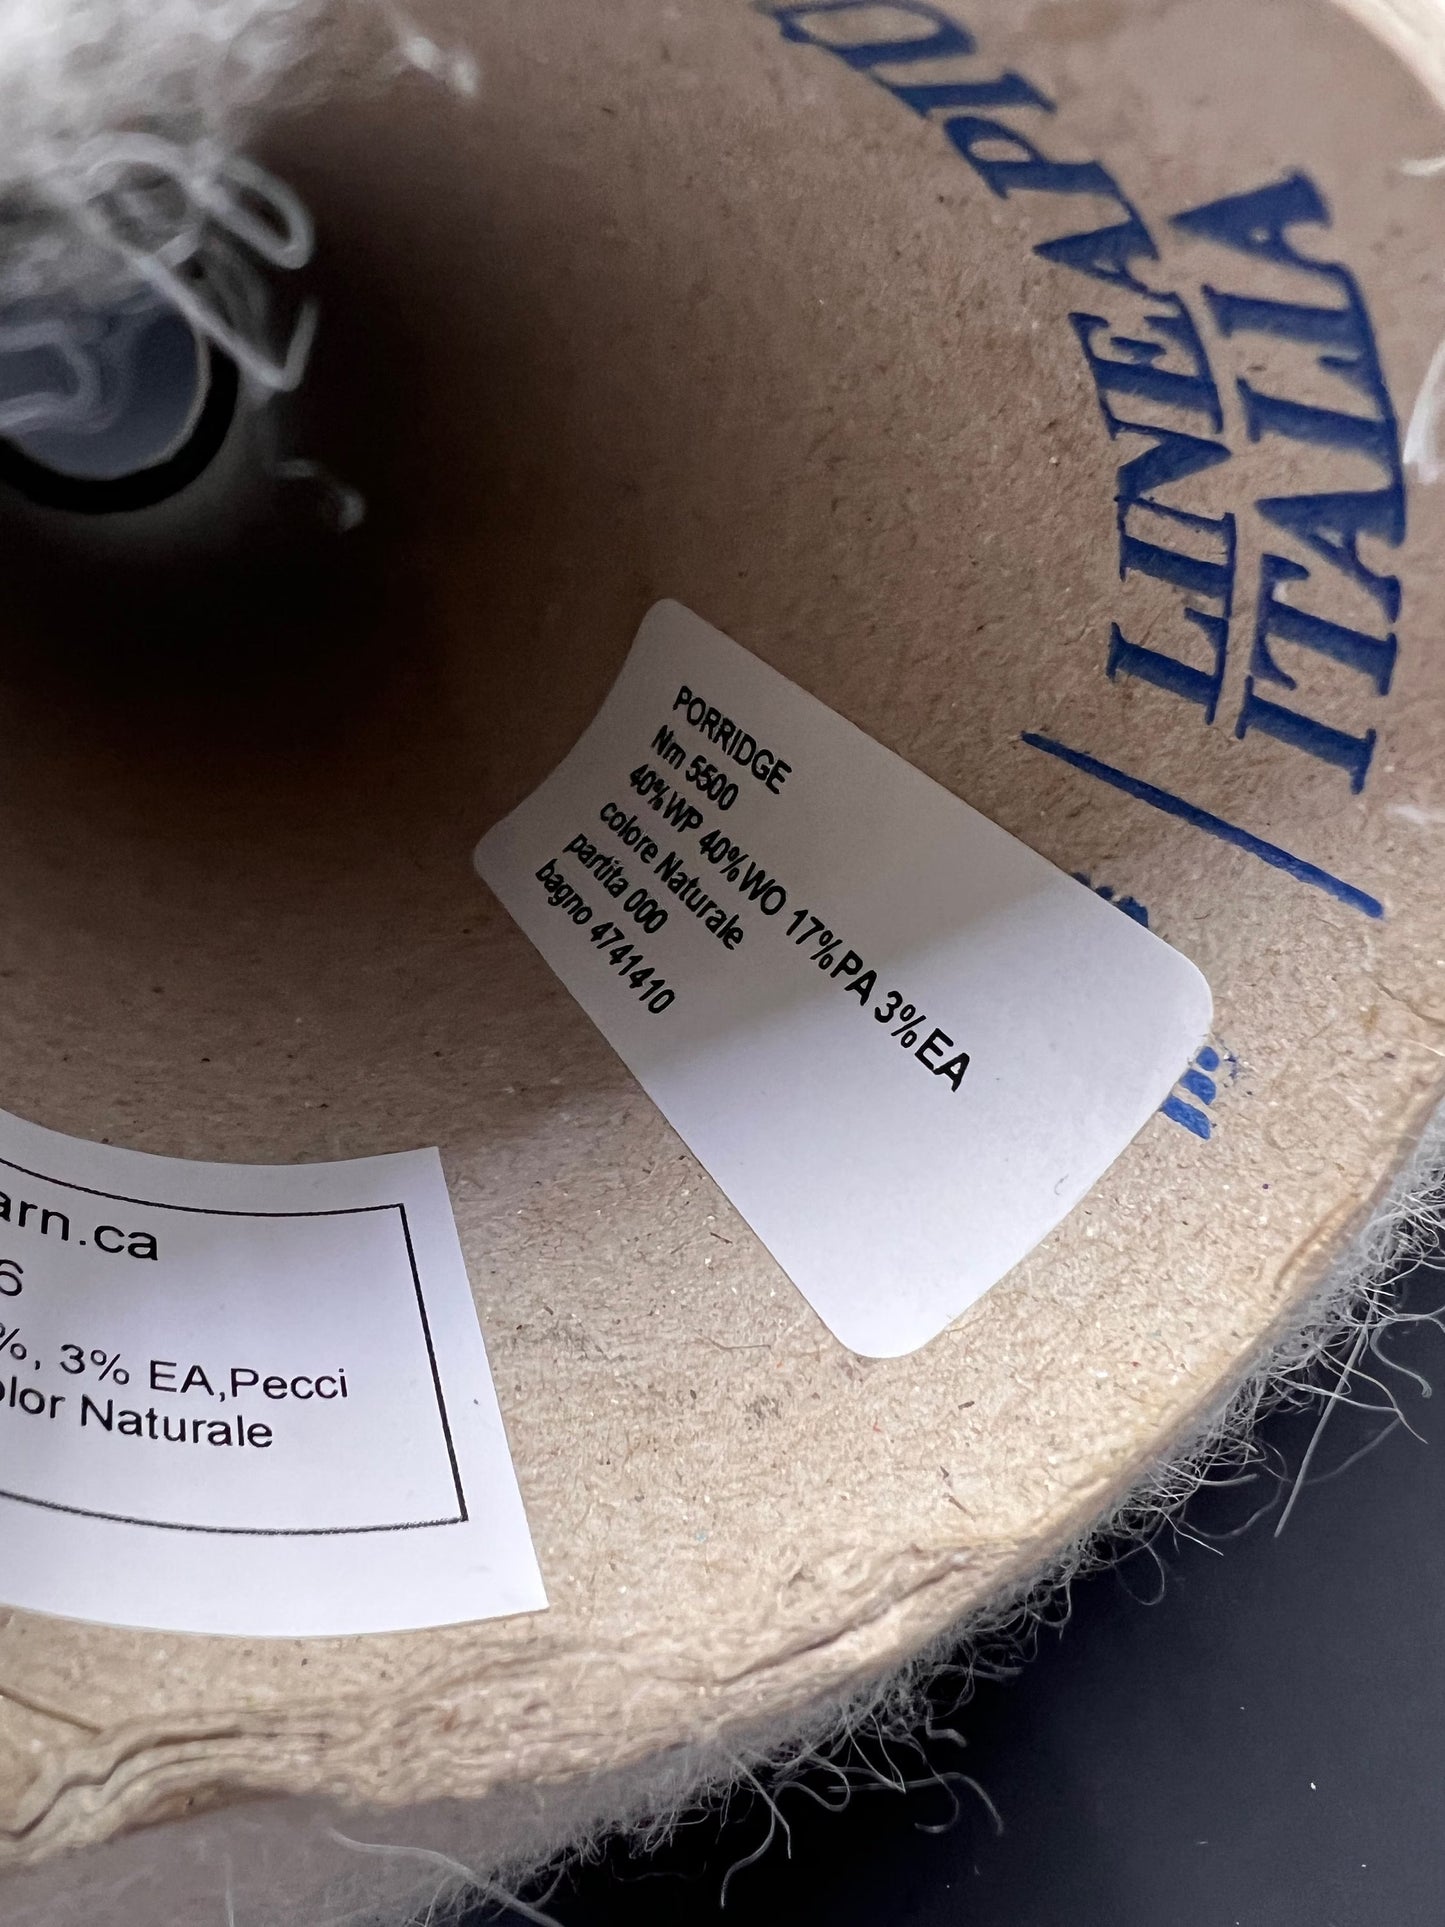 LINEAPIÙ
ITALIA
PORRIDGE
Nm 5500
40%WP 40%WO 17%PA 3%EA
colore Naturale
partita 000
bagno 4741410
arn.ca
6
%, 3% EA,Pecci
olor Naturale